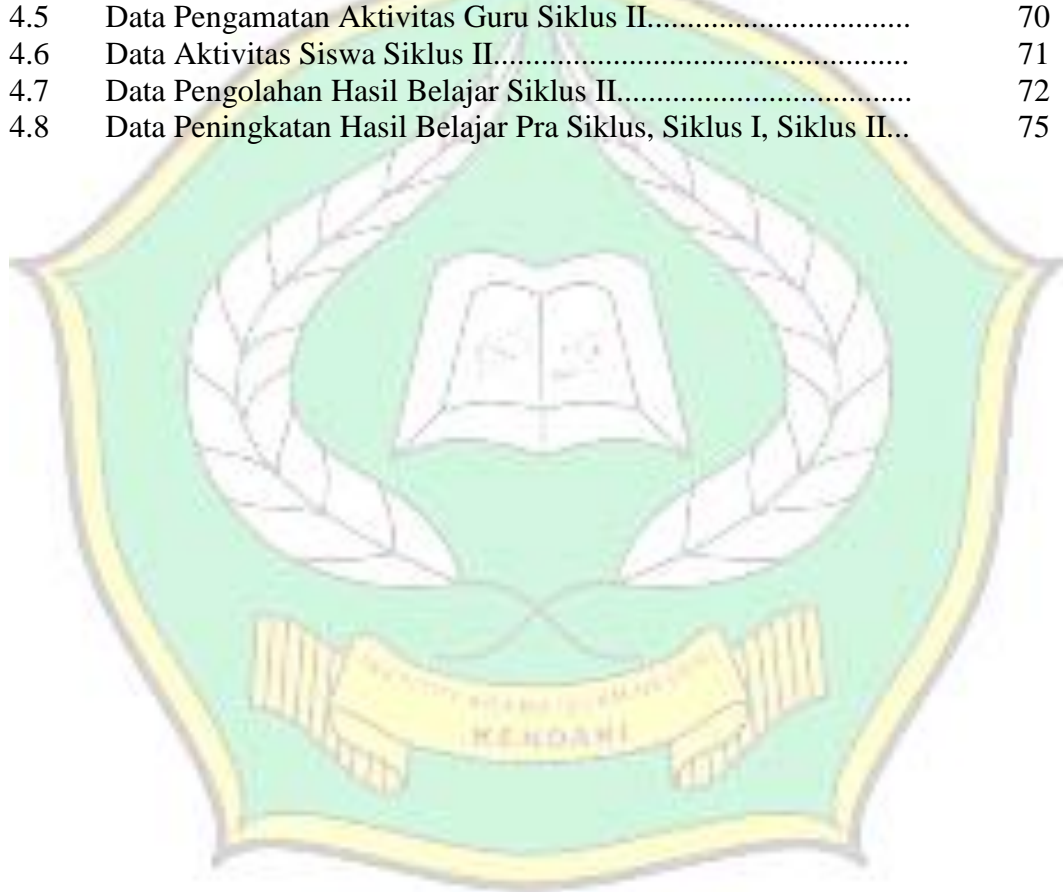 4.5 Data Pengamatan Aktivitas Guru Siklus II................................ 70
4.6 Data Aktivitas Siswa Siklus II.................................................. 71
4.7 Data Pengolahan Hasil Belajar Siklus II.................................... 72
4.8 Data Peningkatan Hasil Belajar Pra Siklus, Siklus I, Siklus II... 75
KENDARI